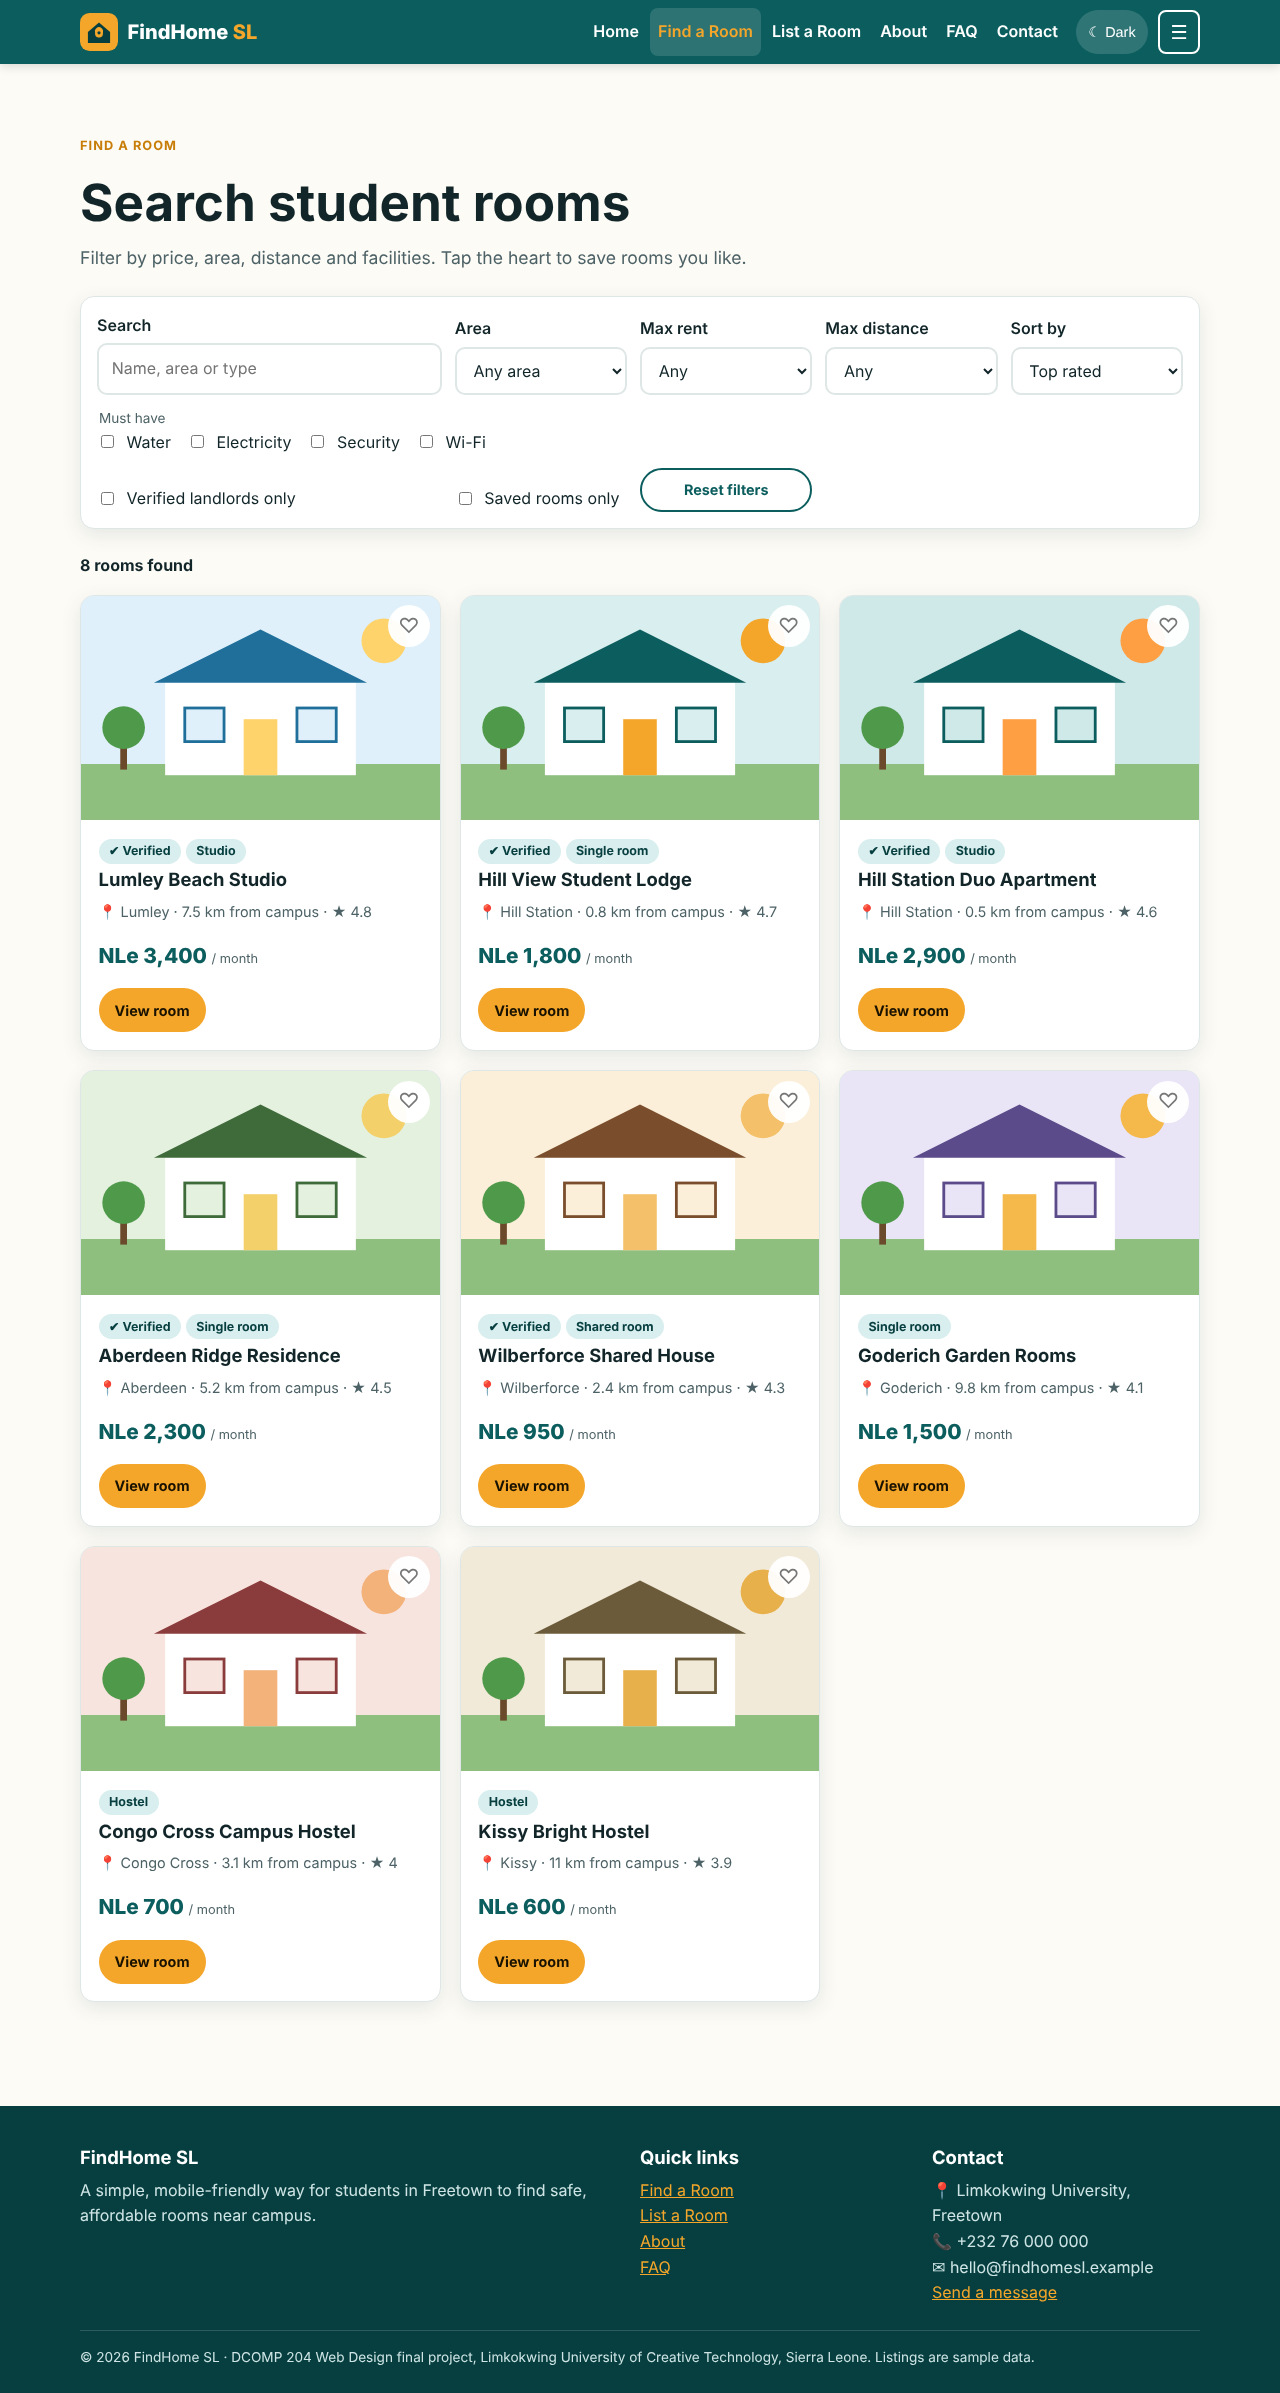 FindHome SL
Home Find a Room List a Room About FAQ Contact ☾ Dark ☰
FIND A ROOM
Search student rooms
Filter by price, area, distance and facilities. Tap the heart to save rooms you like.
Search Area Max rent Max distance Sort by
Name, area or type Any area Any Any Top rated
Must have
Water Electricity Security Wi-Fi
Verified landlords only Saved rooms only Reset filters
8 rooms found
✔ Verified Studio
Lumley Beach Studio
📍 Lumley · 7.5 km from campus · ★ 4.8
NLe 3,400 / month
View room
✔ Verified Single room
Hill View Student Lodge
📍 Hill Station · 0.8 km from campus · ★ 4.7
NLe 1,800 / month
View room
✔ Verified Studio
Hill Station Duo Apartment
📍 Hill Station · 0.5 km from campus · ★ 4.6
NLe 2,900 / month
View room
✔ Verified Single room
Aberdeen Ridge Residence
📍 Aberdeen · 5.2 km from campus · ★ 4.5
NLe 2,300 / month
View room
✔ Verified Shared room
Wilberforce Shared House
📍 Wilberforce · 2.4 km from campus · ★ 4.3
NLe 950 / month
View room
Single room
Goderich Garden Rooms
📍 Goderich · 9.8 km from campus · ★ 4.1
NLe 1,500 / month
View room
Hostel
Congo Cross Campus Hostel
📍 Congo Cross · 3.1 km from campus · ★ 4
NLe 700 / month
View room
Hostel
Kissy Bright Hostel
📍 Kissy · 11 km from campus · ★ 3.9
NLe 600 / month
View room
FindHome SL
A simple, mobile-friendly way for students in Freetown to find safe,
affordable rooms near campus.
Quick links
Find a Room
List a Room
About
FAQ
Contact
📍 Limkokwing University,
Freetown
📞 +232 76 000 000
✉ hello@findhomesl.example
Send a message
© 2026 FindHome SL · DCOMP 204 Web Design final project, Limkokwing University of Creative Technology, Sierra Leone. Listings are sample data.